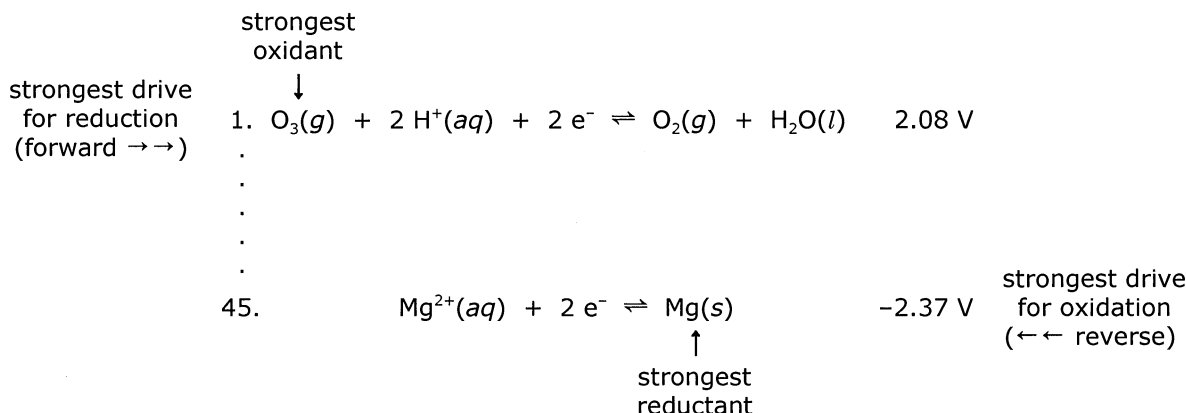 strongest
oxidant
↓
strongest drive
for reduction
(forward →→)
1. O₃(g) + 2 H⁺(aq) + 2 e⁻ ⇌ O₂(g) + H₂O(l) 2.08 V
.
.
.
.
.
45. Mg²⁺(aq) + 2 e⁻ ⇌ Mg(s) –2.37 V
strongest drive
for oxidation
(←← reverse)
↑
strongest
reductant